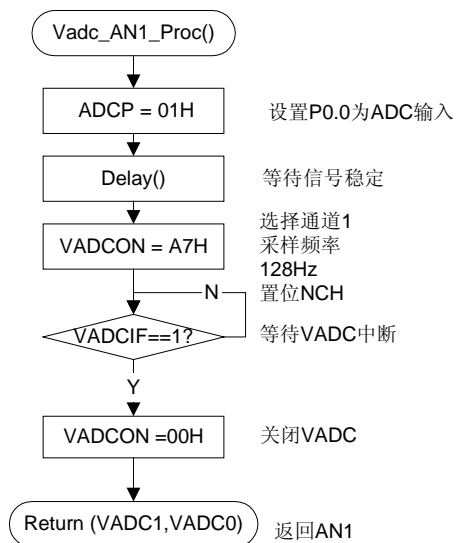 Vadc_AN1_Proc()
ADCP = 01H
设置P0.0为ADC输入
Delay()
等待信号稳定
VADCON = A7H
选择通道1
采样频率
128Hz
置位NCH
N
VADCIF==1?
等待VADC中断
Y
VADCON =00H
关闭VADC
Return (VADC1,VADC0)
返回AN1